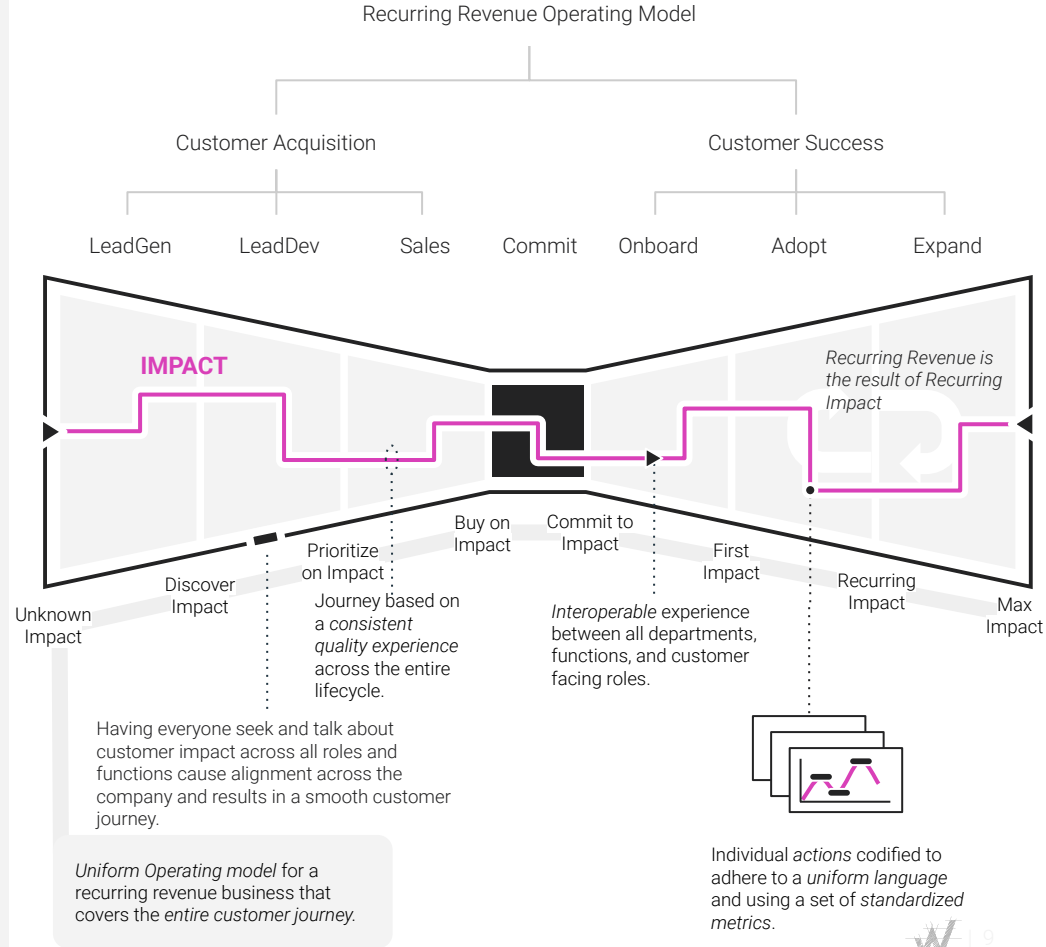 Recurring Revenue Operating Model
Customer Acquisition
Customer Success
LeadGen
LeadDev
Sales
Commit
Onboard
Adopt
Expand
IMPACT
Recurring Revenue is
the result of Recurring
Impact
Unknown
Impact
Discover
Impact
Prioritize
on Impact
Buy on
Impact
Commit to
Impact
First
Impact
Recurring
Impact
Max
Impact
Journey based on
a consistent
quality experience
across the entire
lifecycle.
Interoperable experience
between all departments,
functions, and customer
facing roles.
Having everyone seek and talk about
customer impact across all roles and
functions cause alignment across the
company and results in a smooth customer
journey.
Uniform Operating model for a
recurring revenue business that
covers the entire customer journey.
Individual actions codified to
adhere to a uniform language
and using a set of standardized
metrics.
| 9